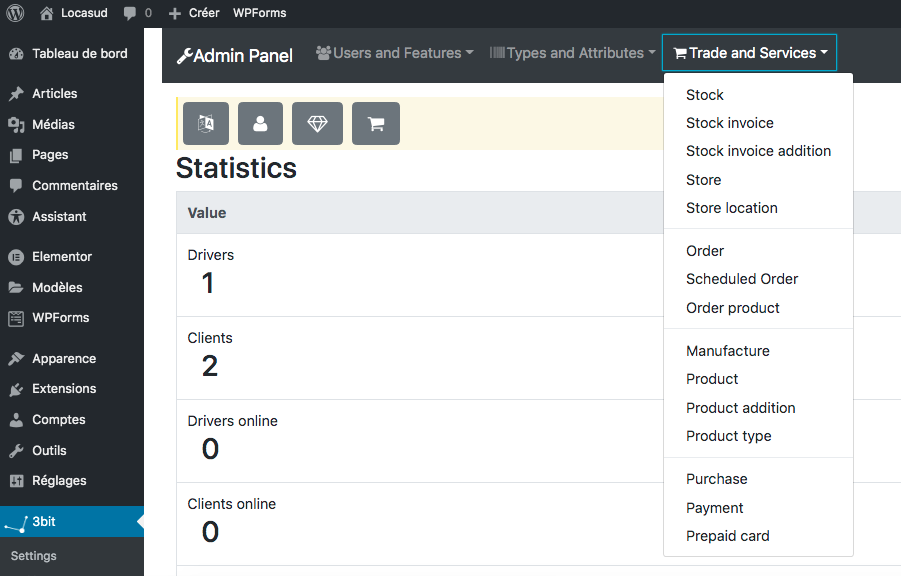 Locasud 0 Créer WPForms
Tableau de bord
Articles
Médias
Pages
Commentaires
Assistant
Elementor
Modèles
WPForms
Apparence
Extensions
Comptes
Outils
Réglages
3bit
Settings
Admin Panel Users and Features Types and Attributes Trade and Services
Statistics
Value
Drivers
1
Clients
2
Drivers online
0
Clients online
0
Stock
Stock invoice
Stock invoice addition
Store
Store location
Order
Scheduled Order
Order product
Manufacture
Product
Product addition
Product type
Purchase
Payment
Prepaid card